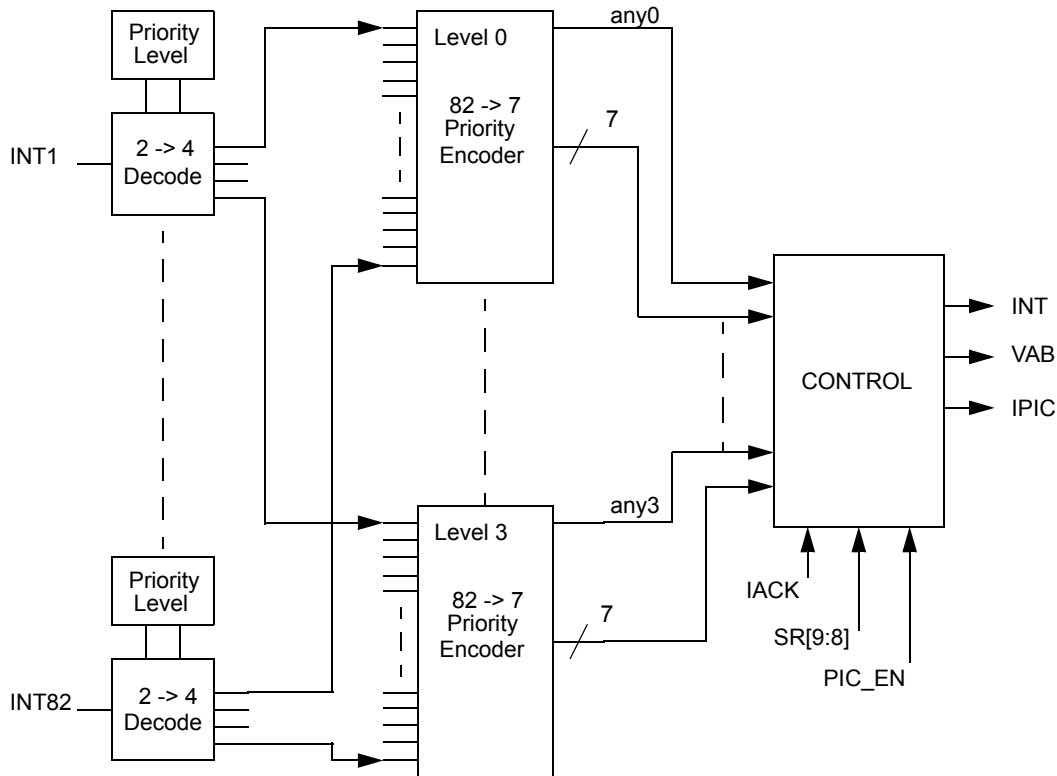 Priority
Level
2 -> 4
Decode
INT1
Level 0
82 -> 7
Priority
Encoder
any0
7
CONTROL
INT
VAB
IPIC
IACK
SR[9:8]
PIC_EN
Level 3
82 -> 7
Priority
Encoder
any3
7
Priority
Level
2 -> 4
Decode
INT82